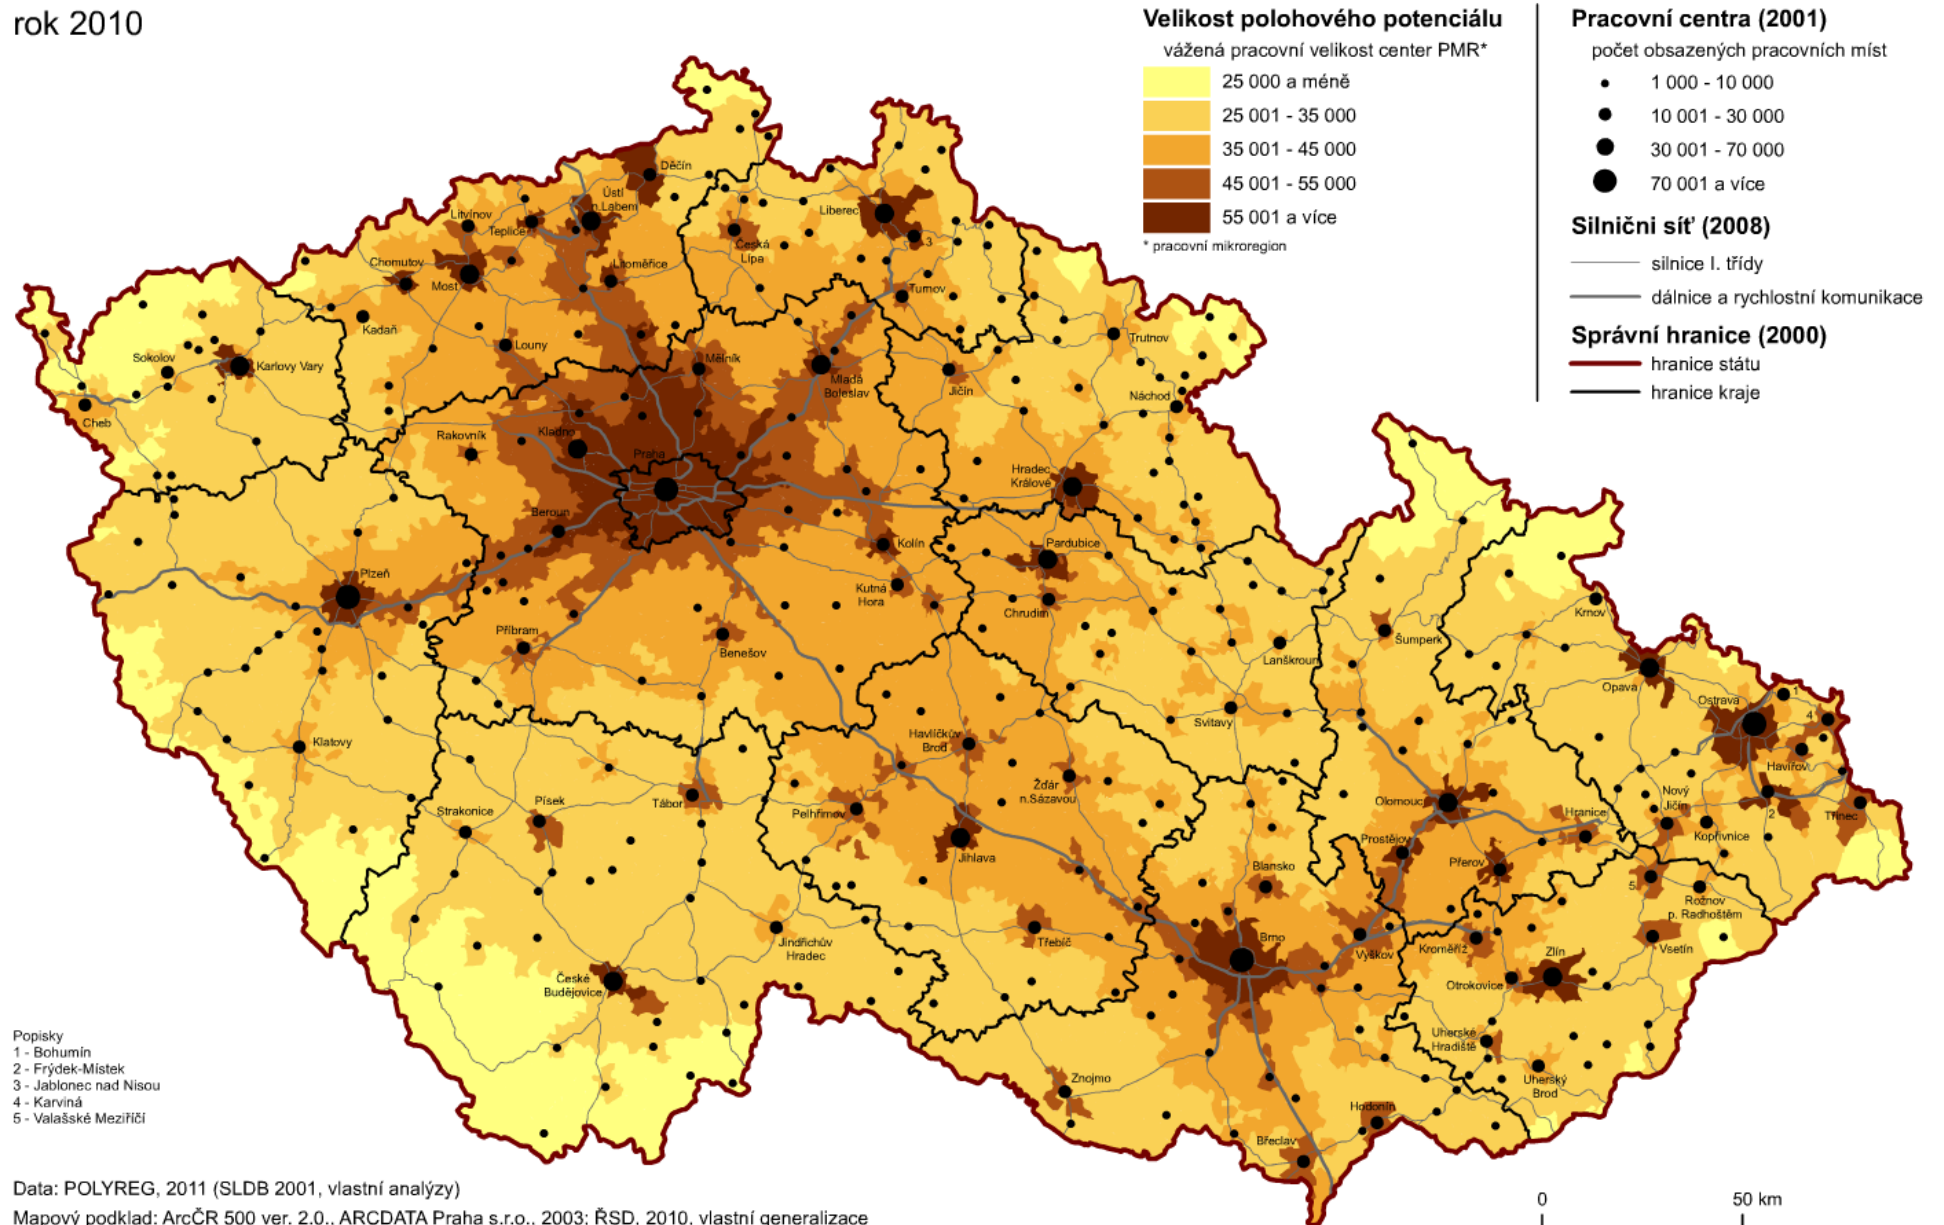 rok 2010
Velikost polohového potenciálu
vážená pracovní velikost center PMR*
25 000 a méně
25 001 - 35 000
35 001 - 45 000
45 001 - 55 000
55 001 a více
* pracovní mikroregion
Pracovní centra (2001)
počet obsazených pracovních míst
1 000 - 10 000
10 001 - 30 000
30 001 - 70 000
70 001 a více
Silniční síť (2008)
silnice I. třídy
dálnice a rychlostní komunikace
Správní hranice (2000)
hranice státu
hranice kraje
Děčín
Ústí
n.Labem
Litvínov
Teplice
Liberec
3
Česká
Lípa
Chomutov
Most
Litoměřice
Turnov
Kadaň
Trutnov
Louny
Sokolov
Karlovy Vary
Mělník
Mladá
Boleslav
Jičín
Náchod
Cheb
Rakovník
Kladno
Praha
Hradec
Králové
Beroun
Kolín
Pardubice
Plzeň
Kutná
Hora
Chrudim
Krnov
Příbram
Benešov
Šumperk
Lanškroun
Opava
Ostrava
1
Svitavy
4
Klatovy
Havlíčkův
Brod
Havířov
Žďár
n.Sázavou
Nový
Jičín
Tábor
Písek
Strakonice
Pelhřimov
Olomouc
Hranice
2
Třinec
Kopřivnice
Prostějov
Jihlava
Přerov
Blansko
5
Rožnov
p. Radhoštěm
Jindřichův
Hradec
Třebíč
Brno
Vyškov
Kroměříž
Zlín
Vsetín
České
Budějovice
Otrokovice
Uherské
Hradiště
Znojmo
Uherský
Brod
Hodonín
Břeclav
Popisky
1 - Bohumín
2 - Frýdek-Místek
3 - Jablonec nad Nisou
4 - Karviná
5 - Valašské Meziříčí
Data: POLYREG, 2011 (SLDB 2001, vlastní analýzy)
Mapový podklad: ArcČR 500 ver. 2.0., ARCDATA Praha s.r.o., 2003; ŘSD, 2010, vlastní generalizace
0 50 km